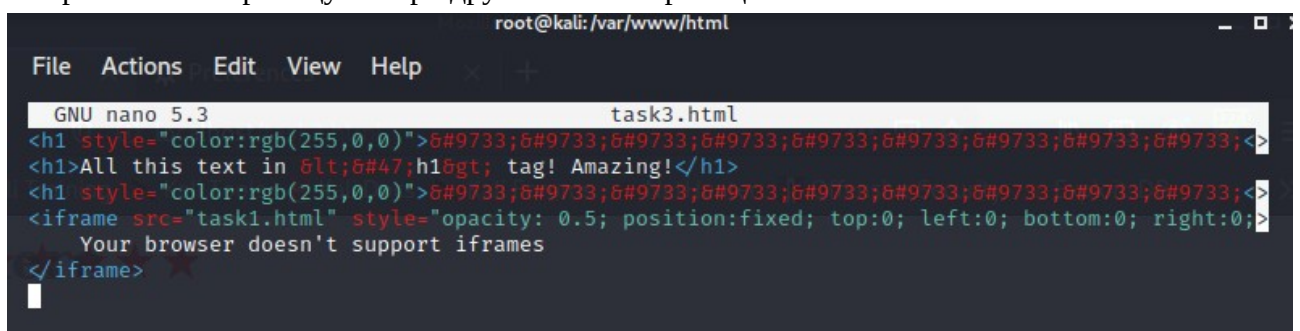 root@kali: /var/www/html
File Actions Edit View Help
GNU nano 5.3 task3.html
<h1 style="color:rgb(255,0,0)">&#9733;&#9733;&#9733;&#9733;&#9733;&#9733;&#9733;&#9733;&#9733;<>
<h1>All this text in &lt;&#47;h1&gt; tag! Amazing!</h1>
<h1 style="color:rgb(255,0,0)">&#9733;&#9733;&#9733;&#9733;&#9733;&#9733;&#9733;&#9733;&#9733;<>
<iframe src="task1.html" style="opacity: 0.5; position:fixed; top:0; left:0; bottom:0; right:0;>
Your browser doesn't support iframes
</iframe>